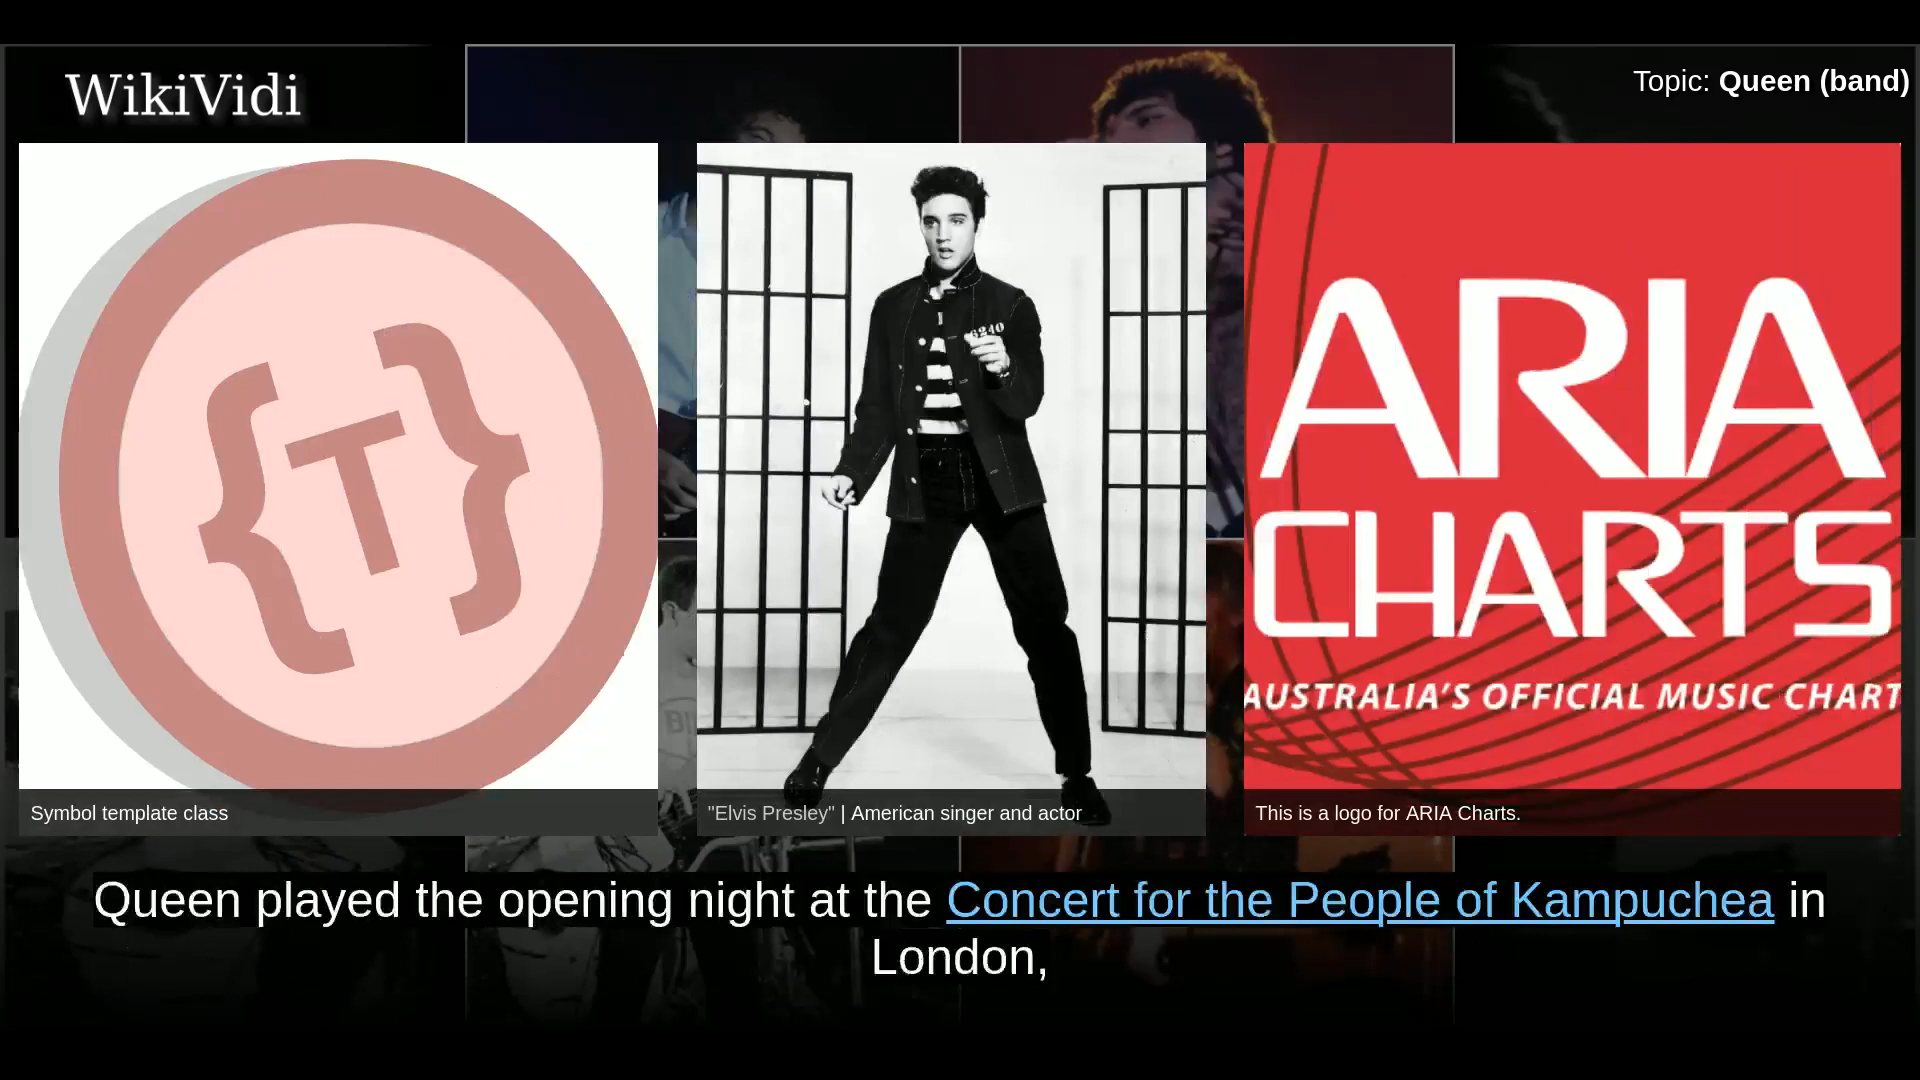 WikiVidi
Topic: Queen (band)
{T}
6240
ARIA
CHARTS
AUSTRALIA'S OFFICIAL MUSIC CHART
Symbol template class
"Elvis Presley" | American singer and actor
This is a logo for ARIA Charts.
Queen played the opening night at the Concert for the People of Kampuchea in
London,